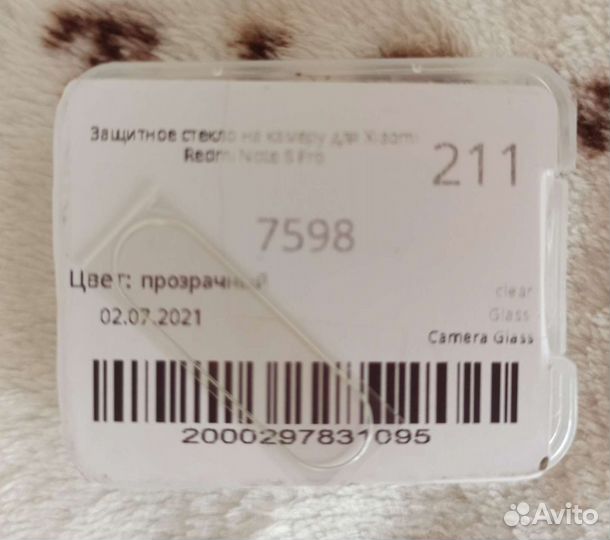 Защитное стекло на камеру для Xiaomi
Redmi Note Pro
211
7598
Цвет: прозрачный
clear
02.07.2021
Glass
Camera Glass
2000297831095
Avito